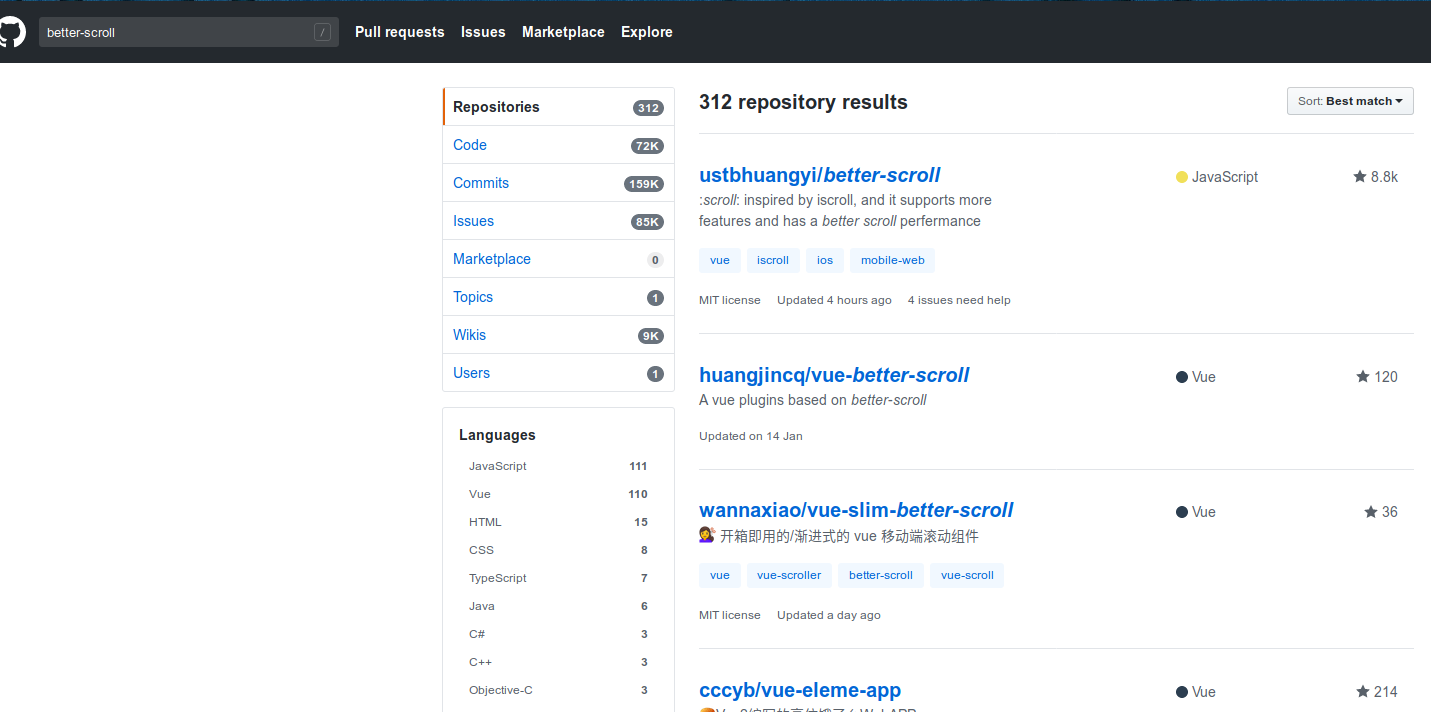 better-scroll /
Pull requests Issues Marketplace Explore
Repositories 312
Code 72K
Commits 159K
Issues 85K
Marketplace 0
Topics 1
Wikis 9K
Users 1
Languages
JavaScript 111
Vue 110
HTML 15
CSS 8
TypeScript 7
Java 6
C# 3
C++ 3
Objective-C 3
312 repository results
Sort: Best match
ustbhuangyi/better-scroll
JavaScript
8.8k
:scroll: inspired by iscroll, and it supports more
features and has a better scroll perfermance
vue iscroll ios mobile-web
MIT license Updated 4 hours ago 4 issues need help
huangjincq/vue-better-scroll
Vue
120
A vue plugins based on better-scroll
Updated on 14 Jan
wannaxiao/vue-slim-better-scroll
Vue
36
💇 开箱即用的/渐进式的 vue 移动端滚动组件
vue vue-scroller better-scroll vue-scroll
MIT license Updated a day ago
cccyb/vue-eleme-app
Vue
214